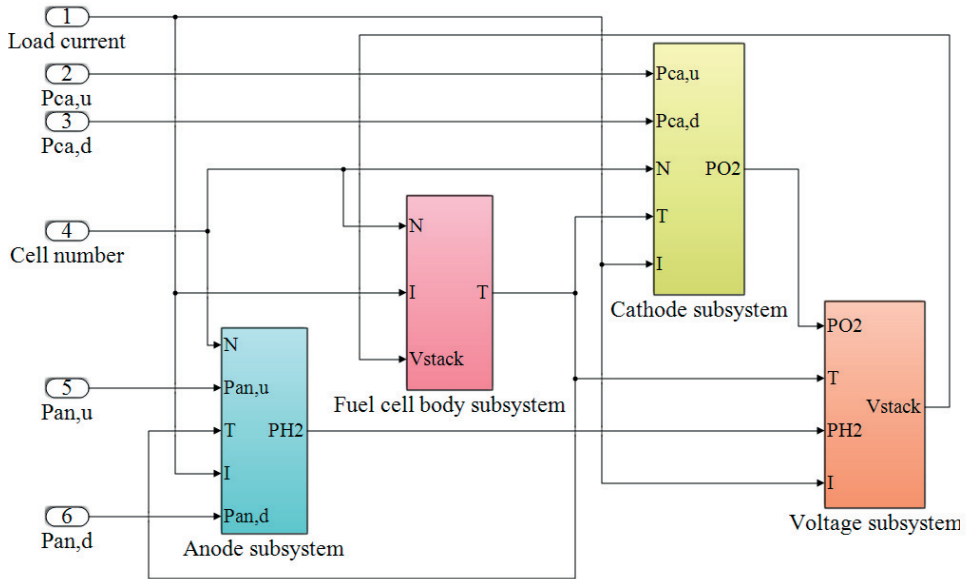 1
Load current
2
Pca,u
3
Pca,d
4
Cell number
5
Pan,u
6
Pan,d
N
Pan,u
T
I
Pan,d
PH2
Anode subsystem
N
I
Vstack
T
Fuel cell body subsystem
Pca,u
Pca,d
N
T
I
PO2
Cathode subsystem
PO2
T
PH2
I
Vstack
Voltage subsystem